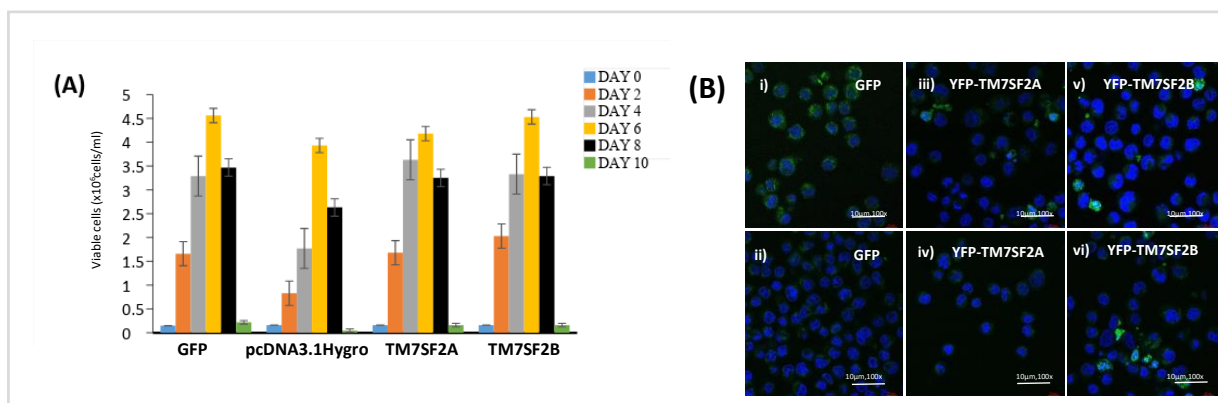 (A)
DAY 0
DAY 2
DAY 4
DAY 6
DAY 8
DAY 10
Viable cells (x10⁶cells/ml)
5
4.5
4
3.5
3
2.5
2
1.5
1
0.5
0
GFP pcDNA3.1Hygro TM7SF2A TM7SF2B
(B)
i) GFP
iii) YFP-TM7SF2A
v) YFP-TM7SF2B
10µm,100x 10µm,100x 10µm,100x
ii) GFP
iv) YFP-TM7SF2A
vi) YFP-TM7SF2B
10µm,100x 10µm,100x 10µm,100x